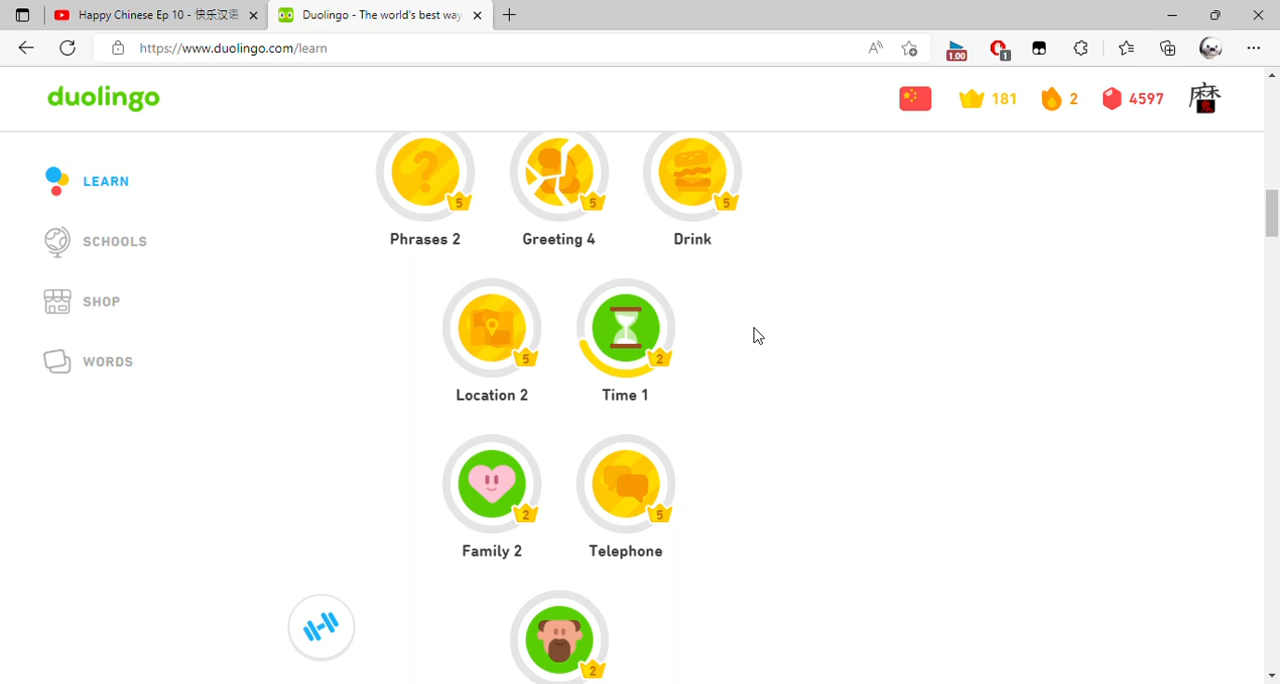 Happy Chinese Ep 10 - 快乐汉语
Duolingo - The world's best way
https://www.duolingo.com/learn
1.00
1
duolingo
181
2
4597
LEARN
SCHOOLS
SHOP
WORDS
5
5
5
Phrases 2
Greeting 4
Drink
5
2
Location 2
Time 1
2
5
Family 2
Telephone
2